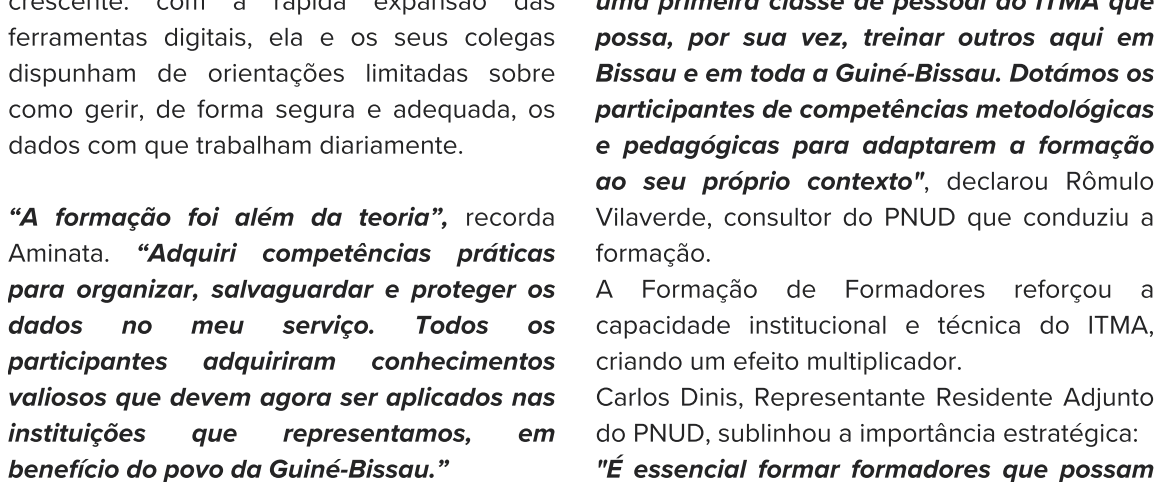 crescente: com a rápida expansão das
ferramentas digitais, ela e os seus colegas
dispunham de orientações limitadas sobre
como gerir, de forma segura e adequada, os
dados com que trabalham diariamente.
“A formação foi além da teoria”, recorda
Aminata. “Adquiri competências práticas
para organizar, salvaguardar e proteger os
dados no meu serviço. Todos os
participantes adquiriram conhecimentos
valiosos que devem agora ser aplicados nas
instituições que representamos, em
benefício do povo da Guiné-Bissau.”
uma primeira classe de pessoal do ITMA que
possa, por sua vez, treinar outros aqui em
Bissau e em toda a Guiné-Bissau. Dotámos os
participantes de competências metodológicas
e pedagógicas para adaptarem a formação
ao seu próprio contexto", declarou Rômulo
Vilaverde, consultor do PNUD que conduziu a
formação.
A Formação de Formadores reforçou a
capacidade institucional e técnica do ITMA,
criando um efeito multiplicador.
Carlos Dinis, Representante Residente Adjunto
do PNUD, sublinhou a importância estratégica:
"É essencial formar formadores que possam